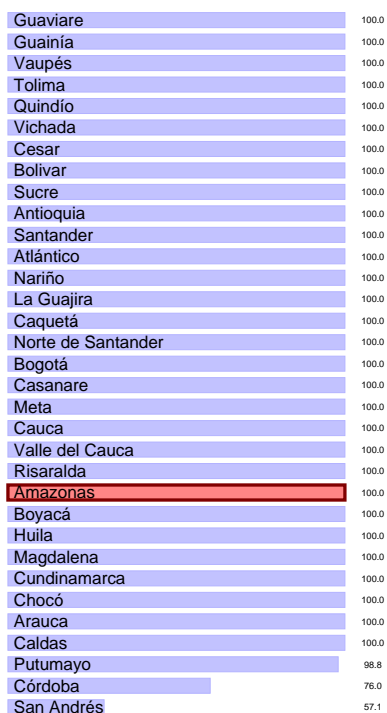 Guaviare 100.0
Guainía 100.0
Vaupés 100.0
Tolima 100.0
Quindío 100.0
Vichada 100.0
Cesar 100.0
Bolivar 100.0
Sucre 100.0
Antioquia 100.0
Santander 100.0
Atlántico 100.0
Nariño 100.0
La Guajira 100.0
Caquetá 100.0
Norte de Santander 100.0
Bogotá 100.0
Casanare 100.0
Meta 100.0
Cauca 100.0
Valle del Cauca 100.0
Risaralda 100.0
Amazonas 100.0
Boyacá 100.0
Huila 100.0
Magdalena 100.0
Cundinamarca 100.0
Chocó 100.0
Arauca 100.0
Caldas 100.0
Putumayo 98.8
Córdoba 76.0
San Andrés 57.1